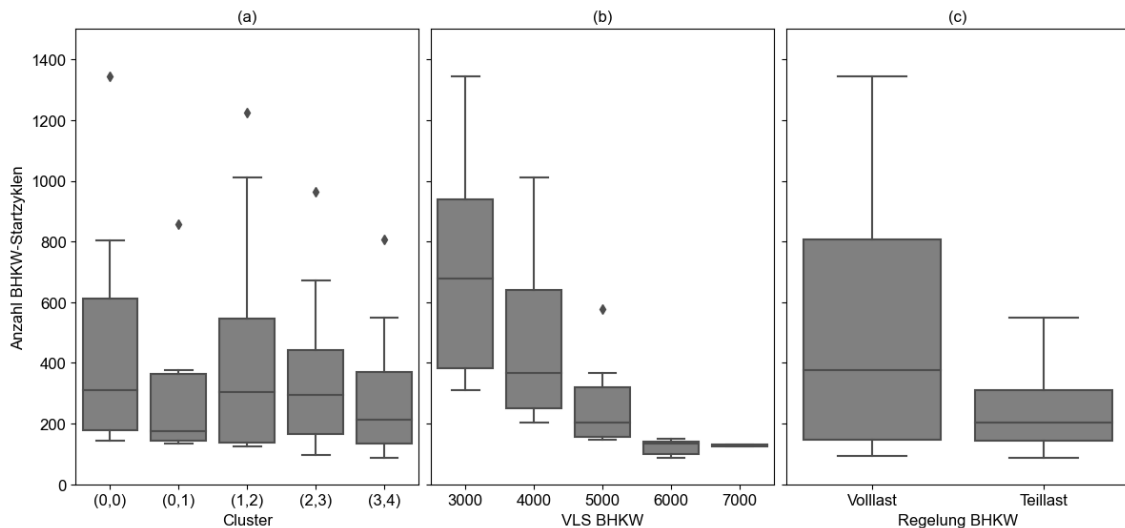 (a) (b) (c)
Anzahl BHKW-Startzyklen
1400
1200
1000
800
600
400
200
0
(0,0) (0,1) (1,2) (2,3) (3,4)
Cluster
3000 4000 5000 6000 7000
VLS BHKW
Volllast Teillast
Regelung BHKW